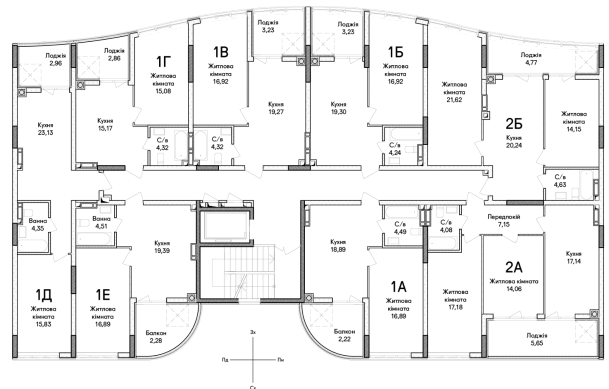 Лоджія
2,96
Лоджія
2,86
1Г
Житлова
кімната
15,08
1В
Житлова
кімната
16,92
Лоджія
3,23
Лоджія
3,23
1Б
Житлова
кімната
16,92
Житлова
кімната
21,62
Лоджія
4,77
Кухня
23,13
Кухня
15,17
С/в
4,32
С/в
4,32
Кухня
19,27
Кухня
19,30
С/в
4,24
2Б
Кухня
20,24
Житлова
кімната
14,15
С/в
4,63
Ванна
4,35
Ванна
4,51
Кухня
19,39
Кухня
18,89
С/в
4,49
С/в
4,08
Передпокій
7,15
Кухня
17,14
1Д
Житлова
кімната
15,83
1Е
Житлова
кімната
16,89
Балкон
2,28
Балкон
2,22
1А
Житлова
кімната
16,89
Житлова
кімната
17,18
2А
Житлова кімната
14,06
Лоджія
5,65
Зх
Пд
Пн
Сх